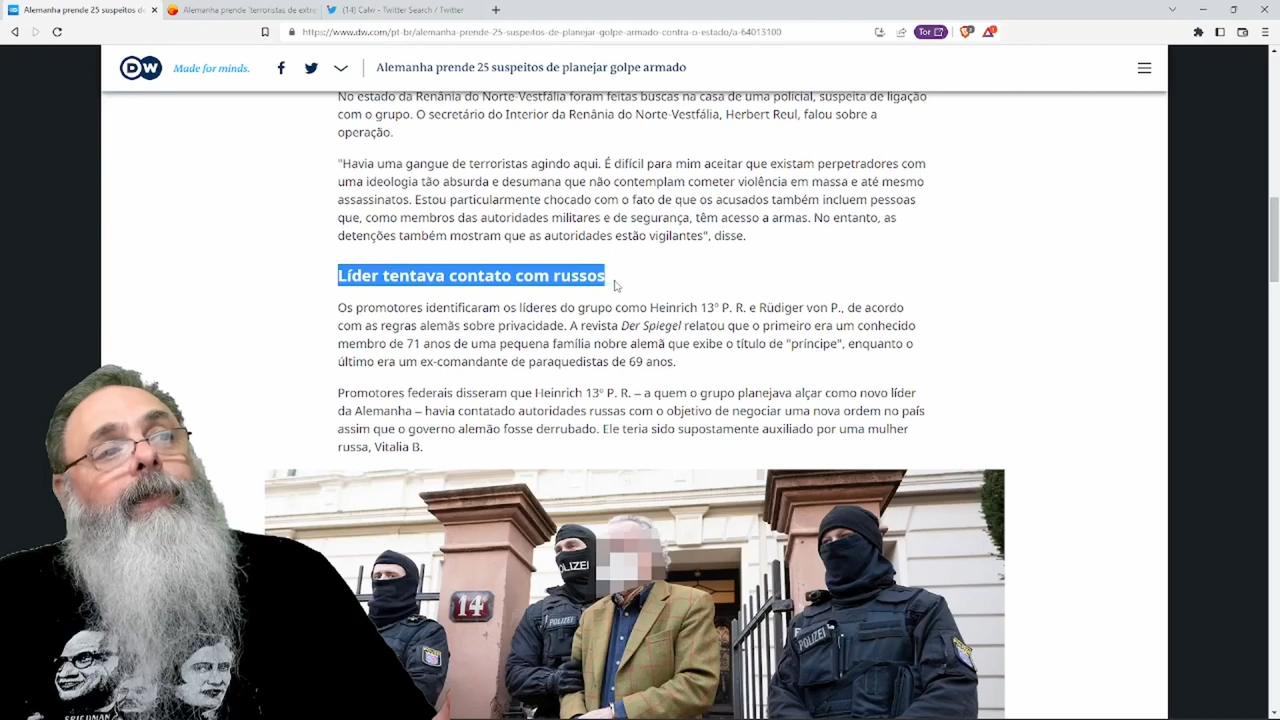 Alemanha prende 25 suspeitos de
Alemanha prende 'terroristas de extre
(14) Calw - Twitter Search / Twitter
https://www.dw.com/pt-br/alemanha-prende-25-suspeitos-de-planejar-golpe-armado-contra-o-estado/a-64013100
Tor
DW
Made for minds.
Alemanha prende 25 suspeitos de planejar golpe armado
No estado da Renânia do Norte-Vestfália foram feitas buscas na casa de uma policial, suspeita de ligação
com o grupo. O secretário do Interior da Renânia do Norte-Vestfália, Herbert Reul, falou sobre a
operação.
"Havia uma gangue de terroristas agindo aqui. É difícil para mim aceitar que existam perpetradores com
uma ideologia tão absurda e desumana que não contemplam cometer violência em massa e até mesmo
assassinatos. Estou particularmente chocado com o fato de que os acusados também incluem pessoas
que, como membros das autoridades militares e de segurança, têm acesso a armas. No entanto, as
detenções também mostram que as autoridades estão vigilantes", disse.
Líder tentava contato com russos
Os promotores identificaram os líderes do grupo como Heinrich 13º P. R. e Rüdiger von P., de acordo
com as regras alemãs sobre privacidade. A revista Der Spiegel relatou que o primeiro era um conhecido
membro de 71 anos de uma pequena família nobre alemã que exibe o título de "príncipe", enquanto o
último era um ex-comandante de paraquedistas de 69 anos.
Promotores federais disseram que Heinrich 13º P. R. – a quem o grupo planejava alçar como novo líder
da Alemanha – havia contatado autoridades russas com o objetivo de negociar uma nova ordem no país
assim que o governo alemão fosse derrubado. Ele teria sido supostamente auxiliado por uma mulher
russa, Vitalia B.
POLIZEI
14
POLIZEI
POLIZEI
FRIEDMAN